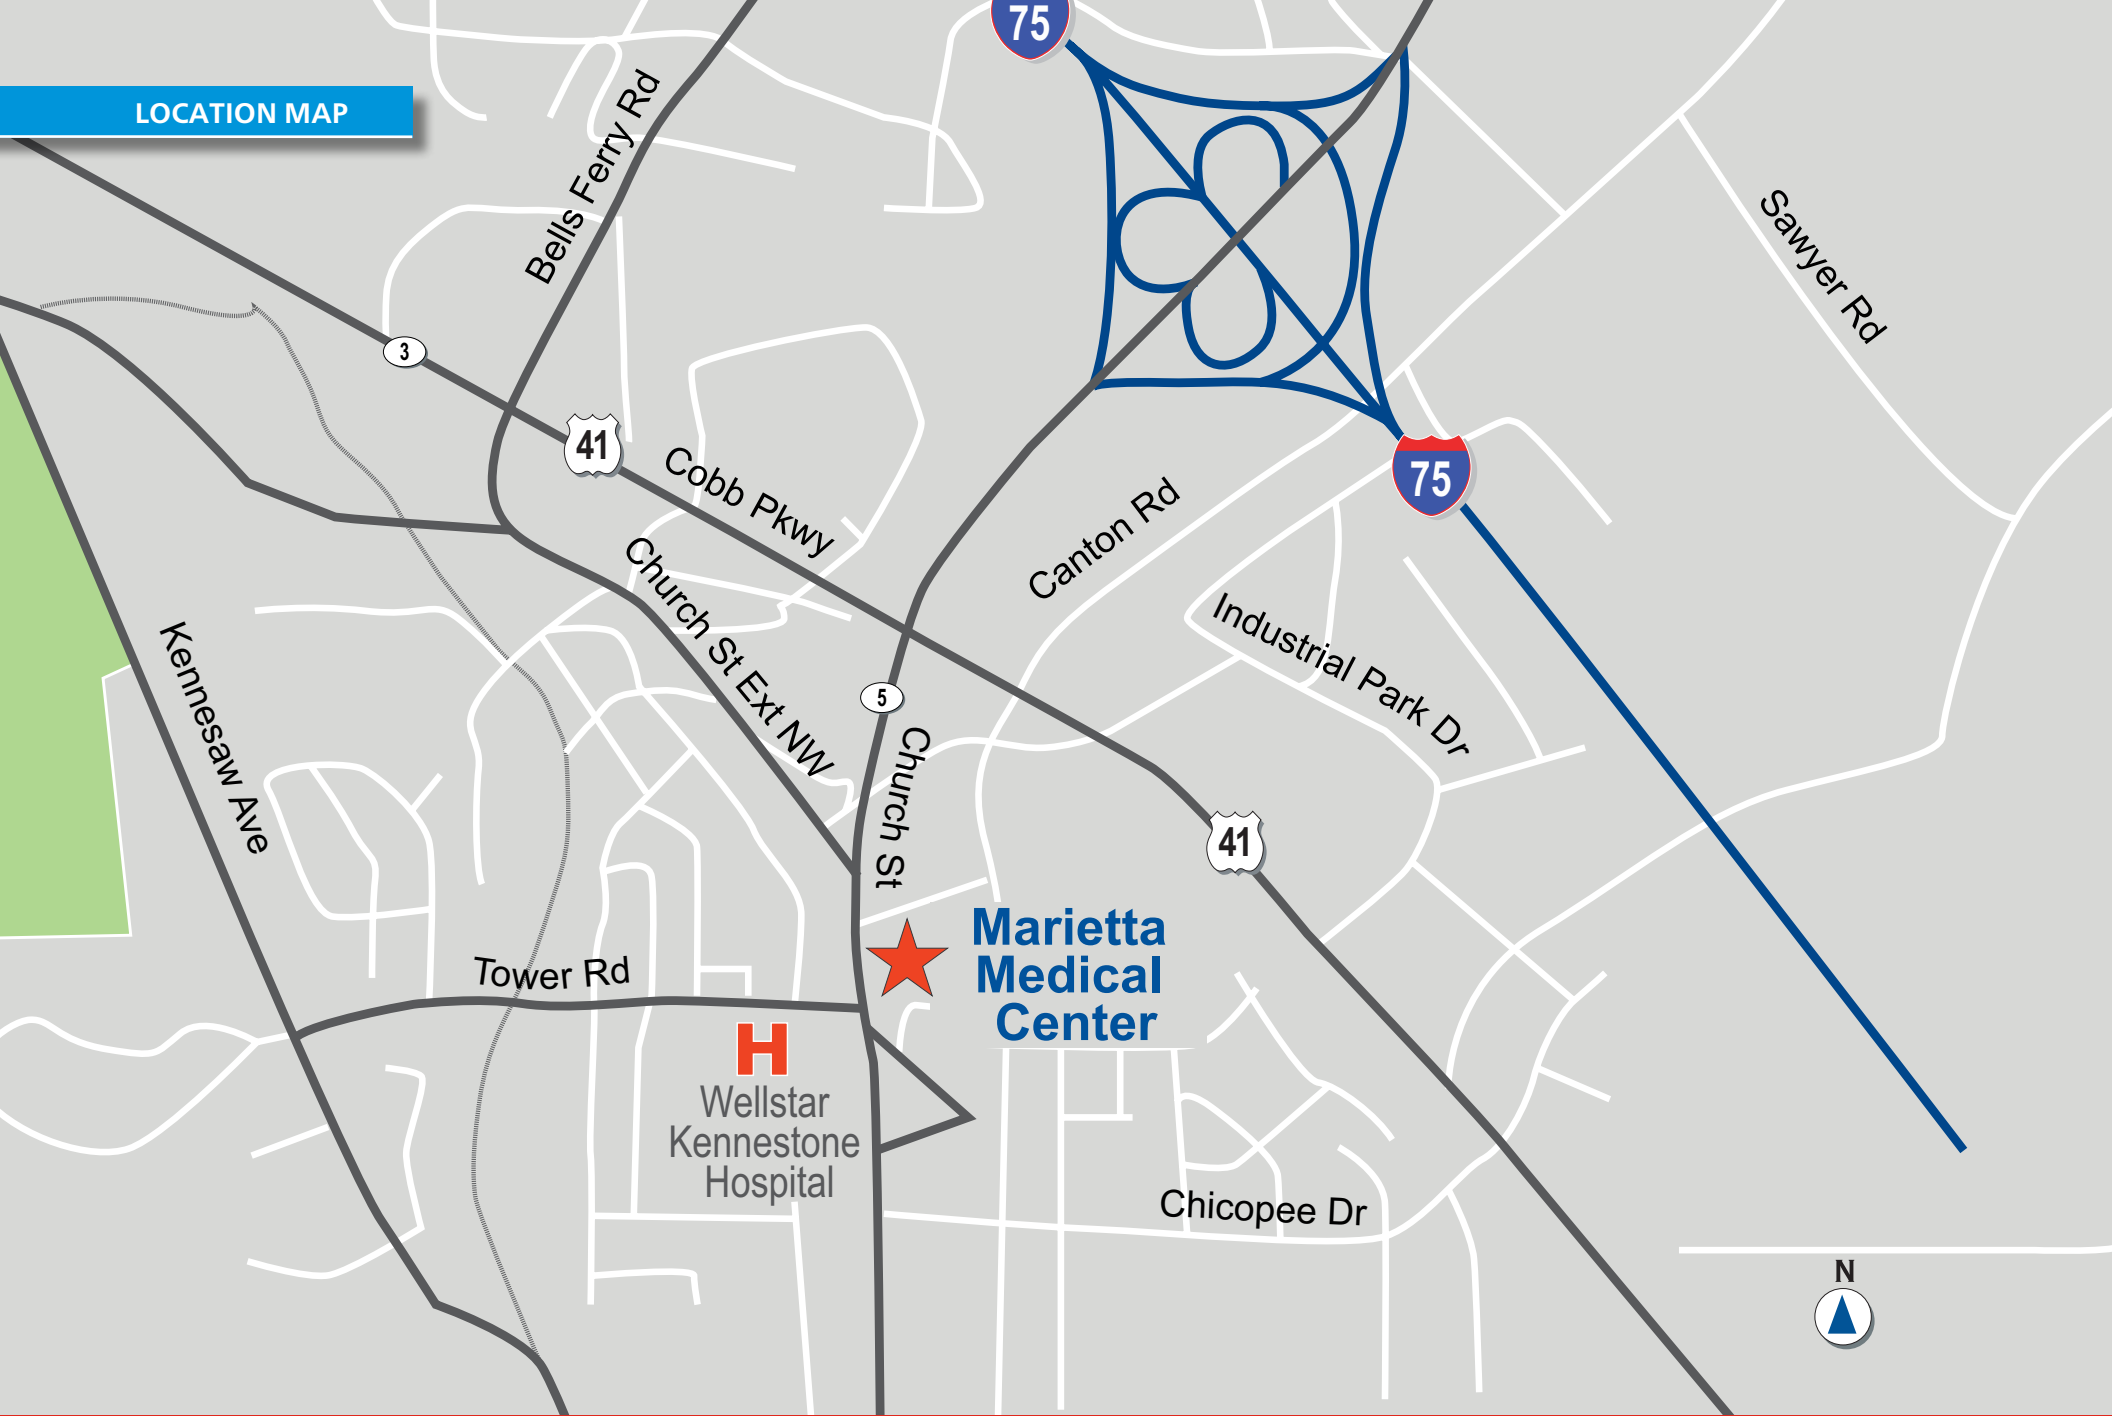 75
LOCATION MAP
Bells Ferry Rd
Sawyer Rd
3
41
Cobb Pkwy
75
Canton Rd
Church St Ext NW
Industrial Park Dr
Kennesaw Ave
5
Church St
41
Marietta
Medical
Center
Tower Rd
H
Wellstar
Kennestone
Hospital
Chicopee Dr
N